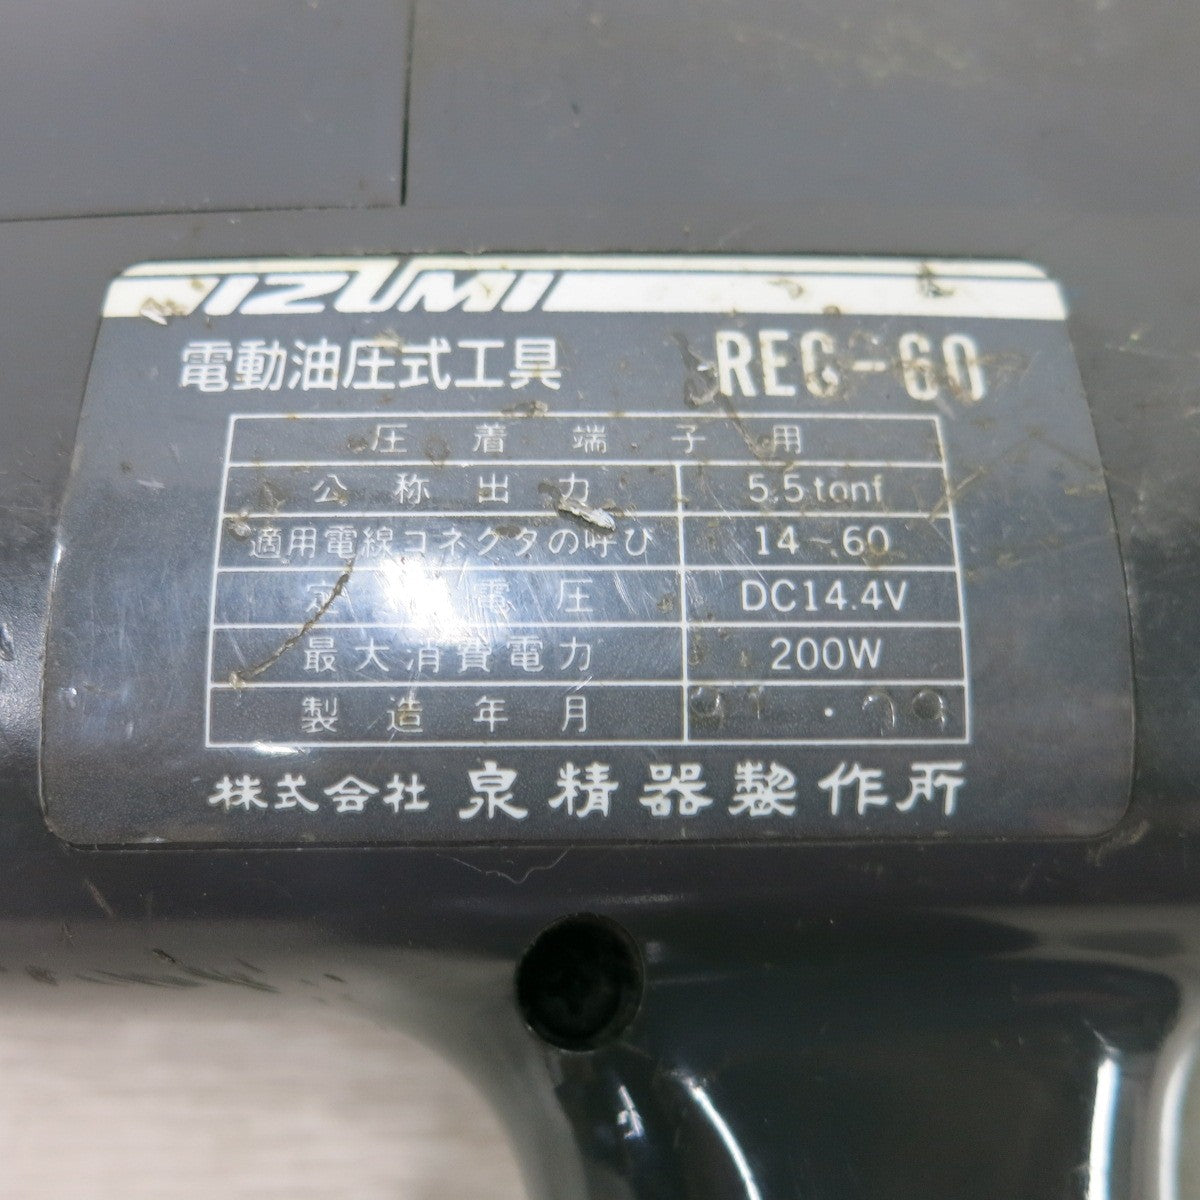 IZUMI
電動油圧式工具 REC-60
圧着端子用
公称出力 5.5tonf
適用電線コネクタの呼び 14~60
定 電圧 DC14.4V
最大消費電力 200W
製造年月
株式会社 泉精器製作所